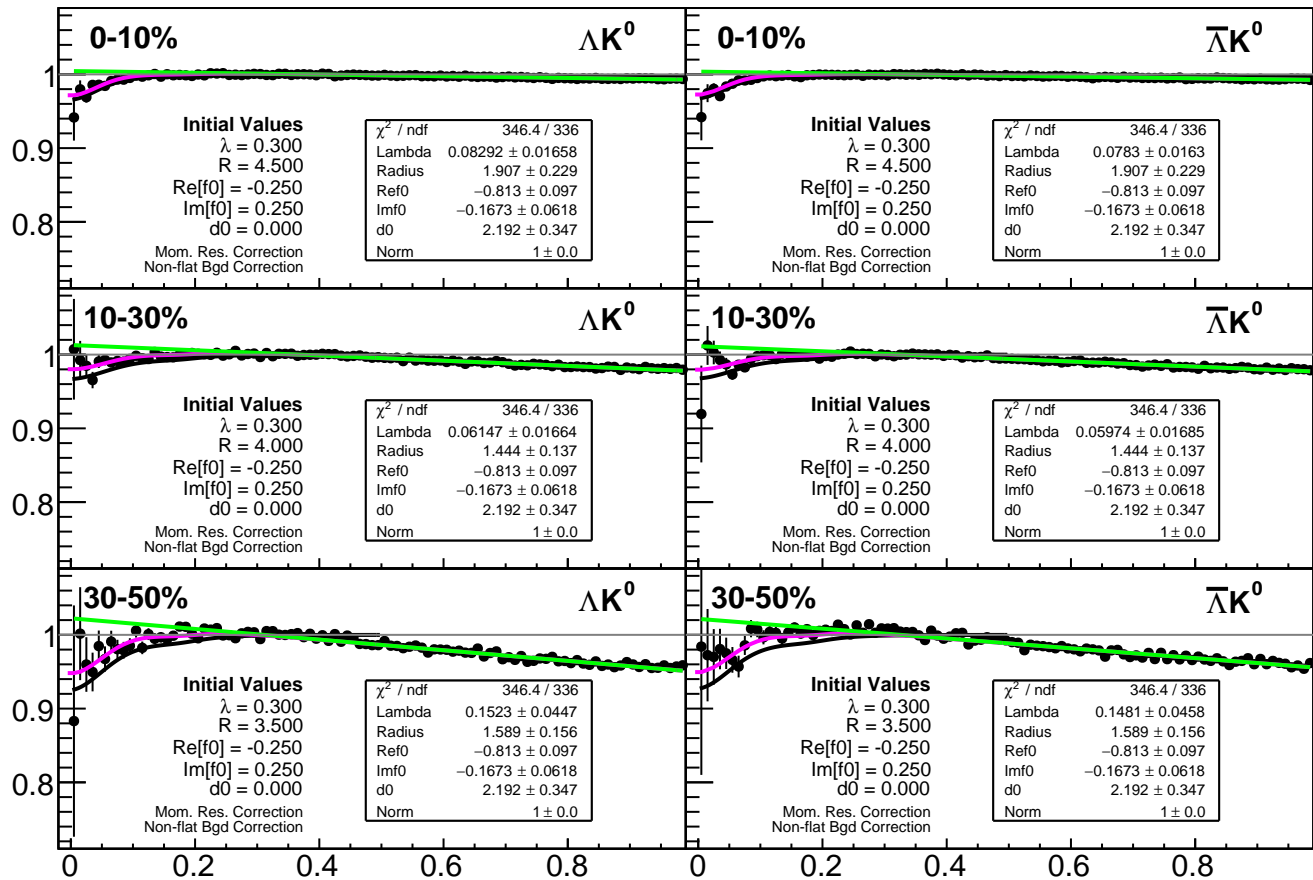 0-10% ΛK⁰
1
0.9
0.8
Initial Values
λ = 0.300
R = 4.500
Re[f0] = -0.250
Im[f0] = 0.250
d0 = 0.000
Mom. Res. Correction
Non-flat Bgd Correction
χ² / ndf 346.4 / 336
Lambda 0.08292 ± 0.01658
Radius 1.907 ± 0.229
Ref0 −0.813 ± 0.097
Imf0 −0.1673 ± 0.0618
d0 2.192 ± 0.347
Norm 1 ± 0.0
0-10% Λ̅K⁰
Initial Values
λ = 0.300
R = 4.500
Re[f0] = -0.250
Im[f0] = 0.250
d0 = 0.000
Mom. Res. Correction
Non-flat Bgd Correction
χ² / ndf 346.4 / 336
Lambda 0.0783 ± 0.0163
Radius 1.907 ± 0.229
Ref0 −0.813 ± 0.097
Imf0 −0.1673 ± 0.0618
d0 2.192 ± 0.347
Norm 1 ± 0.0
10-30% ΛK⁰
1
0.9
0.8
Initial Values
λ = 0.300
R = 4.000
Re[f0] = -0.250
Im[f0] = 0.250
d0 = 0.000
Mom. Res. Correction
Non-flat Bgd Correction
χ² / ndf 346.4 / 336
Lambda 0.06147 ± 0.01664
Radius 1.444 ± 0.137
Ref0 −0.813 ± 0.097
Imf0 −0.1673 ± 0.0618
d0 2.192 ± 0.347
Norm 1 ± 0.0
10-30% Λ̅K⁰
Initial Values
λ = 0.300
R = 4.000
Re[f0] = -0.250
Im[f0] = 0.250
d0 = 0.000
Mom. Res. Correction
Non-flat Bgd Correction
χ² / ndf 346.4 / 336
Lambda 0.05974 ± 0.01685
Radius 1.444 ± 0.137
Ref0 −0.813 ± 0.097
Imf0 −0.1673 ± 0.0618
d0 2.192 ± 0.347
Norm 1 ± 0.0
30-50% ΛK⁰
1
0.9
0.8
Initial Values
λ = 0.300
R = 3.500
Re[f0] = -0.250
Im[f0] = 0.250
d0 = 0.000
Mom. Res. Correction
Non-flat Bgd Correction
χ² / ndf 346.4 / 336
Lambda 0.1523 ± 0.0447
Radius 1.589 ± 0.156
Ref0 −0.813 ± 0.097
Imf0 −0.1673 ± 0.0618
d0 2.192 ± 0.347
Norm 1 ± 0.0
30-50% Λ̅K⁰
Initial Values
λ = 0.300
R = 3.500
Re[f0] = -0.250
Im[f0] = 0.250
d0 = 0.000
Mom. Res. Correction
Non-flat Bgd Correction
χ² / ndf 346.4 / 336
Lambda 0.1481 ± 0.0458
Radius 1.589 ± 0.156
Ref0 −0.813 ± 0.097
Imf0 −0.1673 ± 0.0618
d0 2.192 ± 0.347
Norm 1 ± 0.0
0 0.2 0.4 0.6 0.8 0 0.2 0.4 0.6 0.8